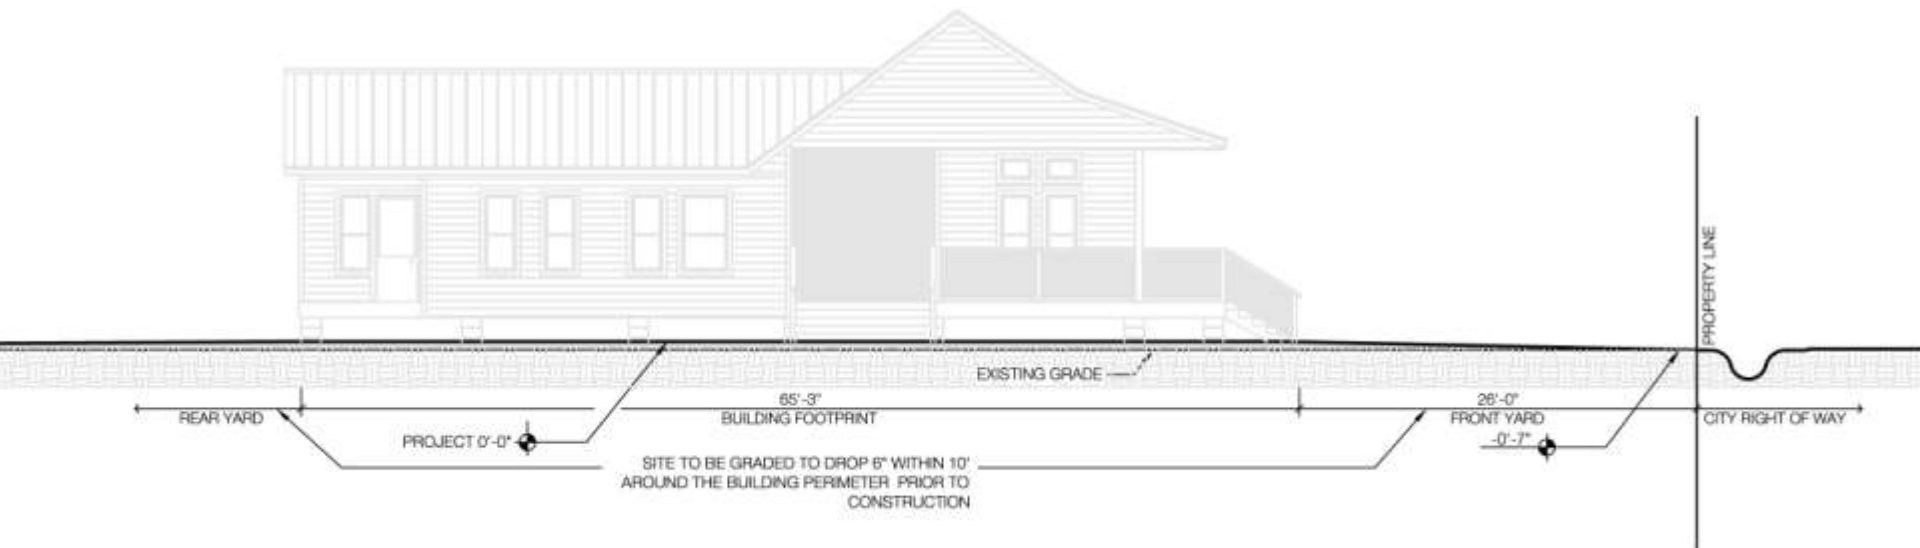 PROPERTY LINE
EXISTING GRADE
65'-3"
26'-0"
REAR YARD
BUILDING FOOTPRINT
FRONT YARD
CITY RIGHT OF WAY
PROJECT 0'-0"
-0'-7"
SITE TO BE GRADED TO DROP 6" WITHIN 10'
AROUND THE BUILDING PERIMETER PRIOR TO
CONSTRUCTION